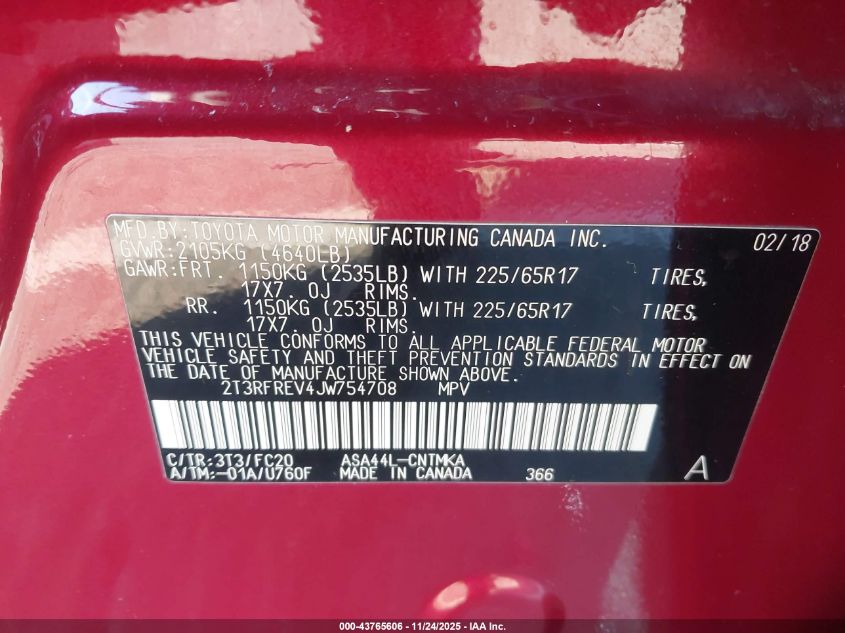 MFD.BY:TOYOTA MOTOR MANUFACTURING CANADA INC. 02/18
GVWR:2105KG (4640LB)
GAWR:FRT. 1150KG (2535LB) WITH 225/65R17 TIRES,
17X7.0J RIMS.
RR. 1150KG (2535LB) WITH 225/65R17 TIRES,
17X7.0J RIMS.
THIS VEHICLE CONFORMS TO ALL APPLICABLE FEDERAL MOTOR
VEHICLE SAFETY AND THEFT PREVENTION STANDARDS IN EFFECT ON
THE DATE OF MANUFACTURE SHOWN ABOVE.
2T3RFREV4JW754708 MPV
C/TR:3T3/FC20 ASA44L-CNTMKA
A/TM:-01A/U760F MADE IN CANADA 366 A
000-43765606 - 11/24/2025 - IAA Inc.